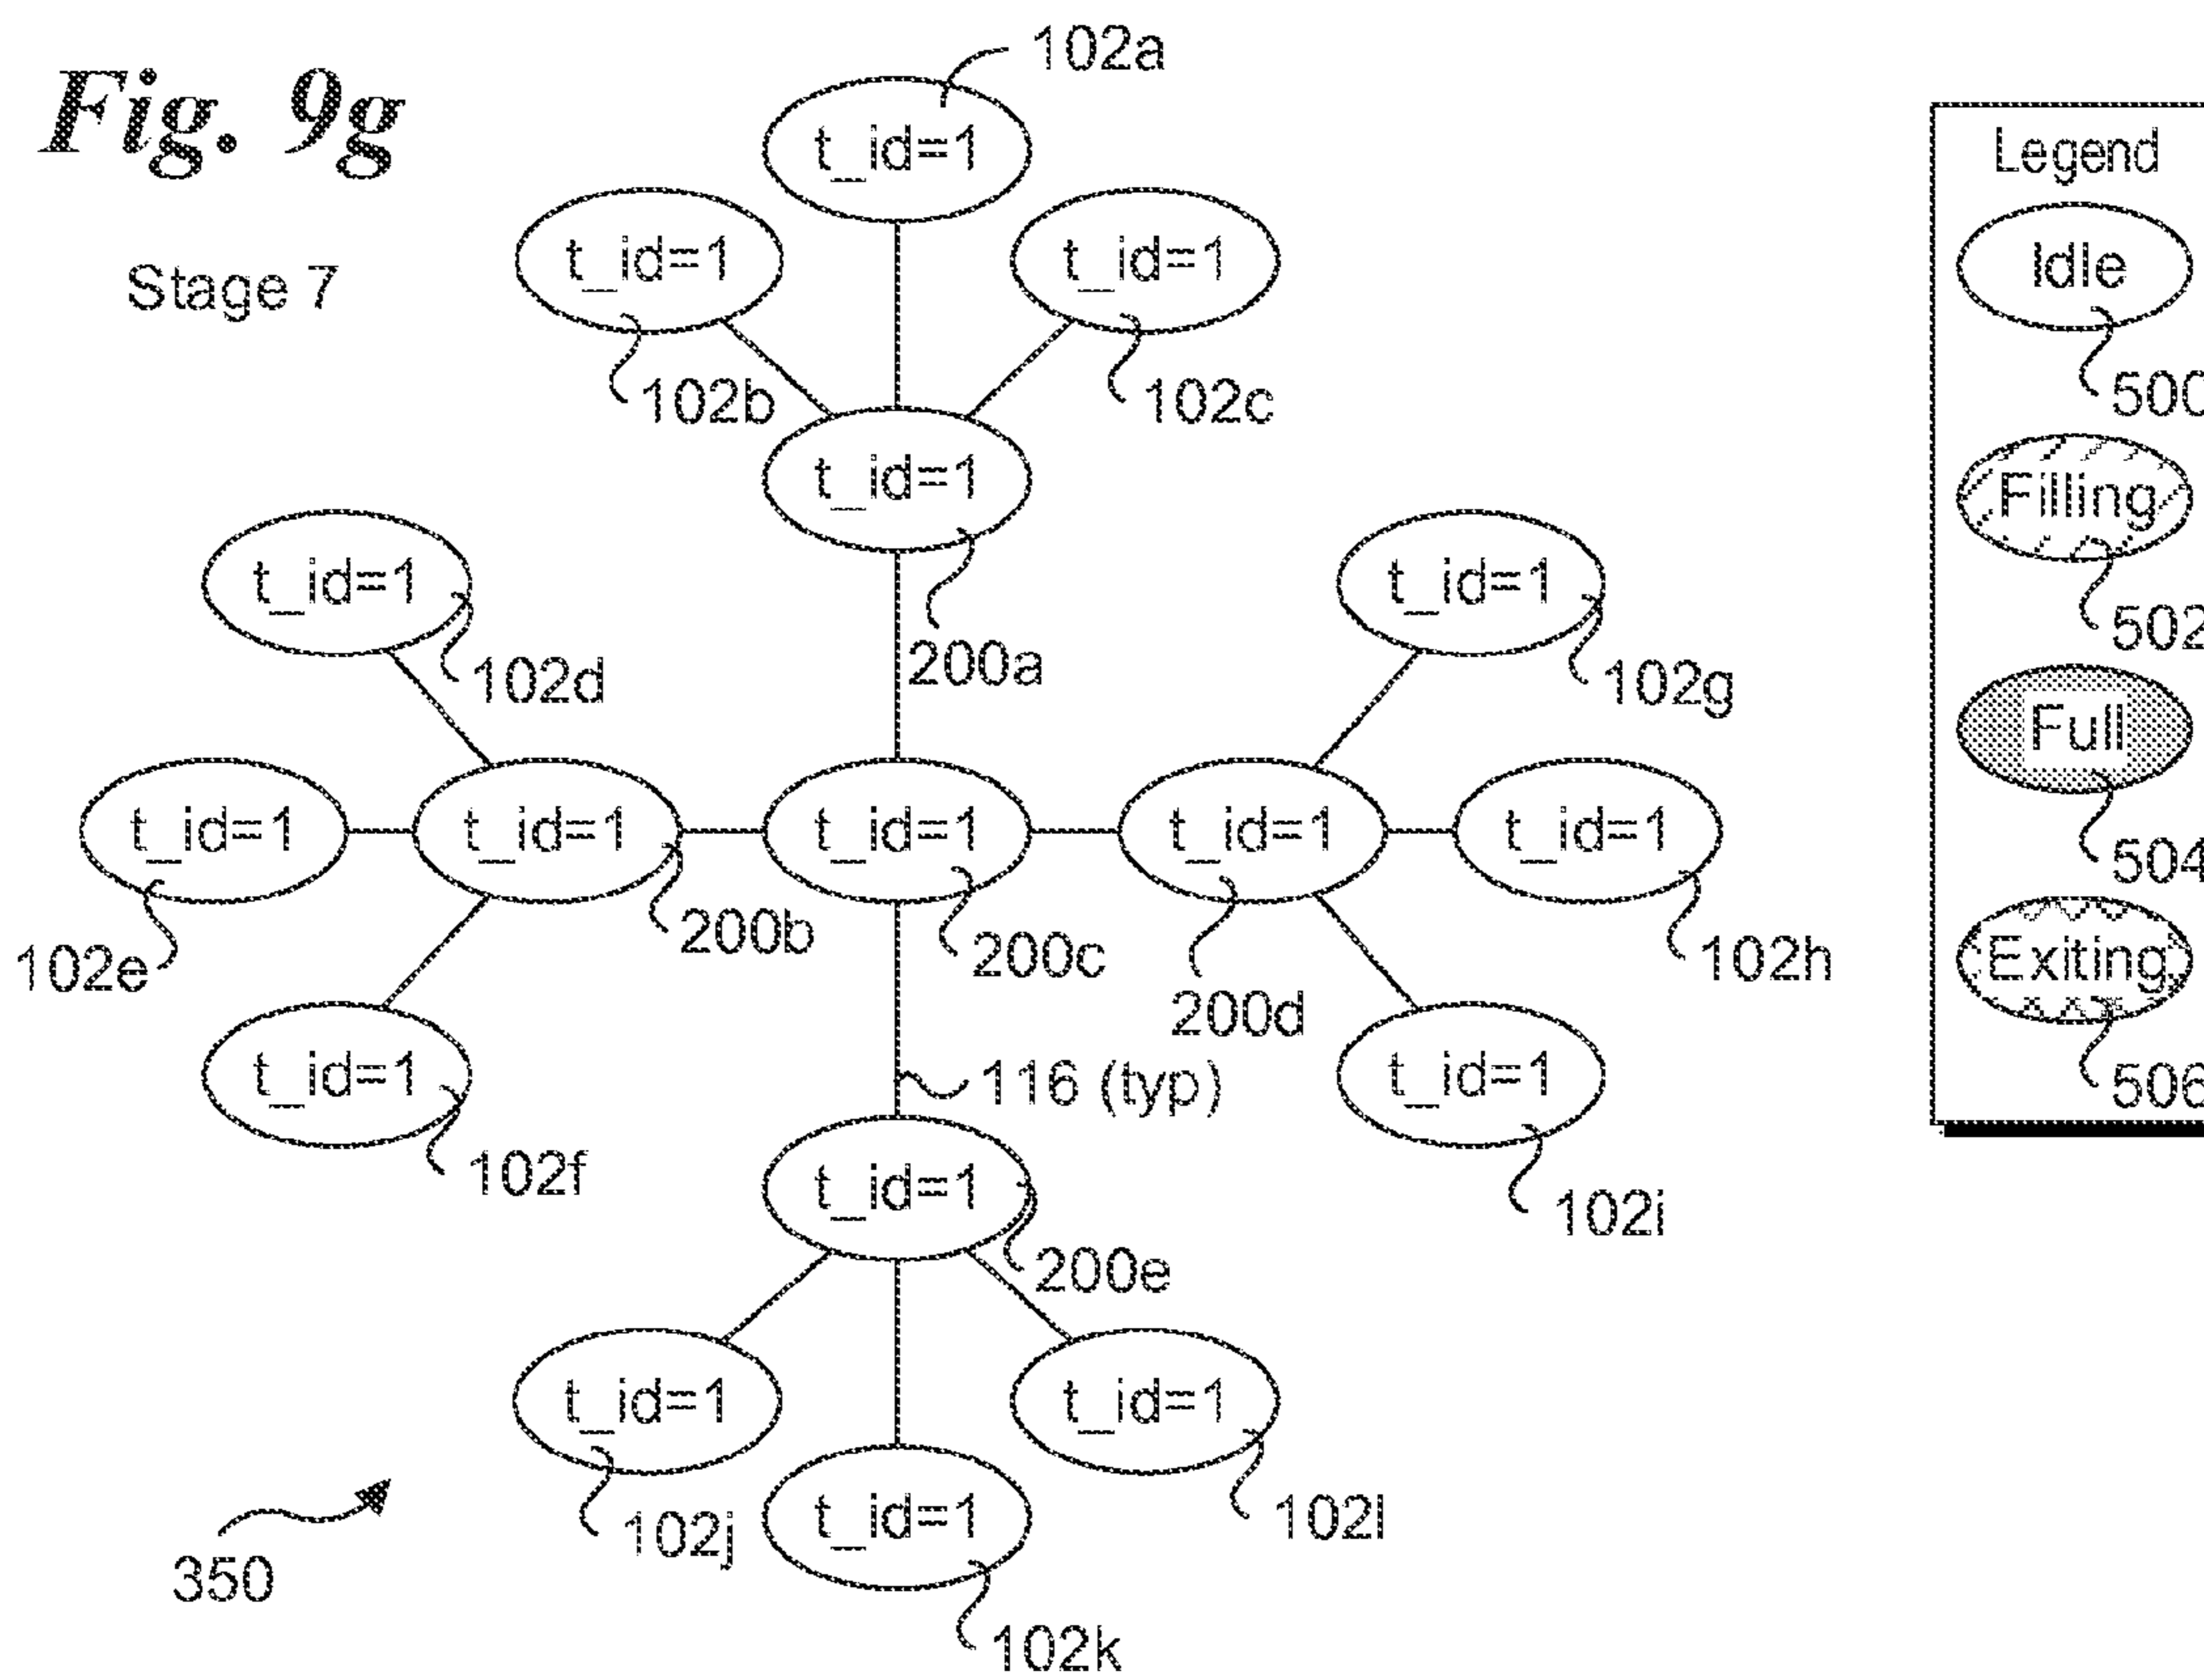 Fig. 9g
Stage 7
102a
t_id=1
t_id=1
t_id=1
102b
102c
t_id=1
200a
t_id=1
102d
t_id=1
102g
t_id=1
t_id=1
t_id=1
t_id=1
t_id=1
102e
200b
200c
200d
102h
t_id=1
102f
116 (typ)
t_id=1
102i
t_id=1
200e
t_id=1
t_id=1
t_id=1
102j
102k
102l
350
Legend
Idle
500
Filling
502
Full
504
Exiting
506